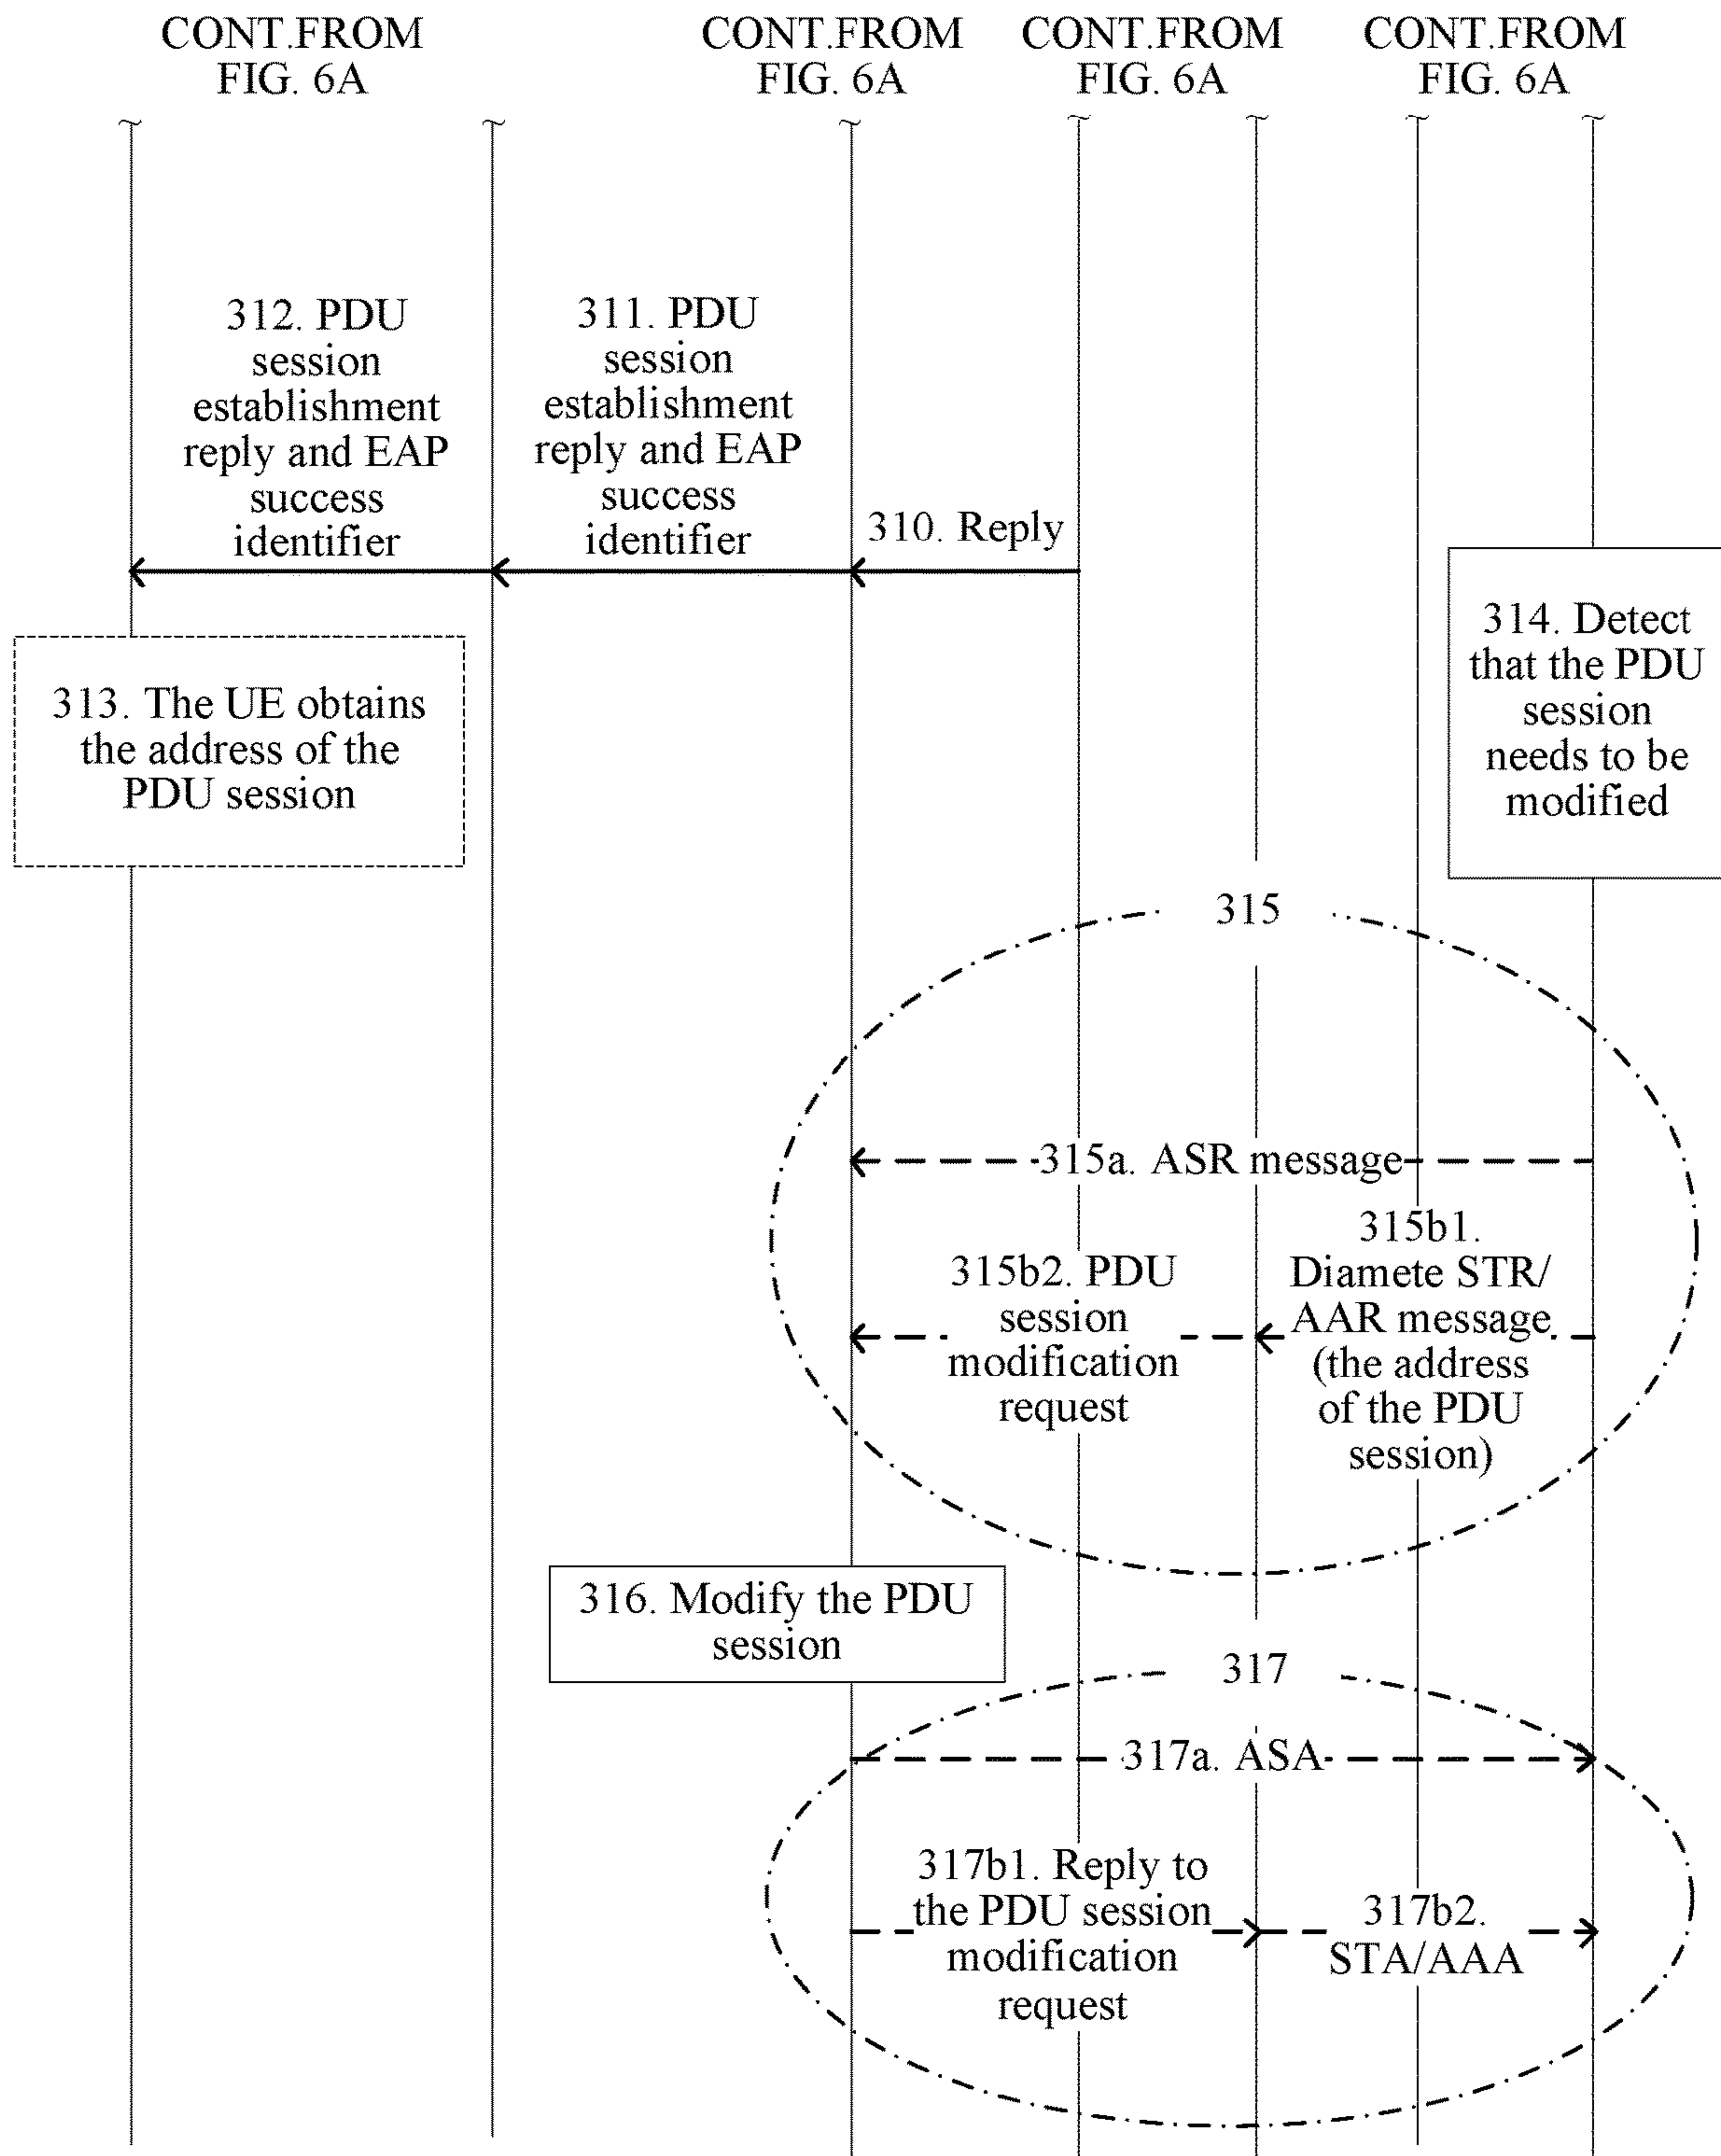 CONT.FROM
FIG. 6A
CONT.FROM
FIG. 6A
CONT.FROM
FIG. 6A
CONT.FROM
FIG. 6A
312. PDU
session
establishment
reply and EAP
success
identifier
311. PDU
session
establishment
reply and EAP
success
identifier
310. Reply
313. The UE obtains
the address of the
PDU session
314. Detect
that the PDU
session
needs to be
modified
315
315a. ASR message
315b2. PDU
session
modification
request
315b1.
Diamete STR/
AAR message
(the address
of the PDU
session)
316. Modify the PDU
session
317
317a. ASA
317b1. Reply to
the PDU session
modification
request
317b2.
STA/AAA